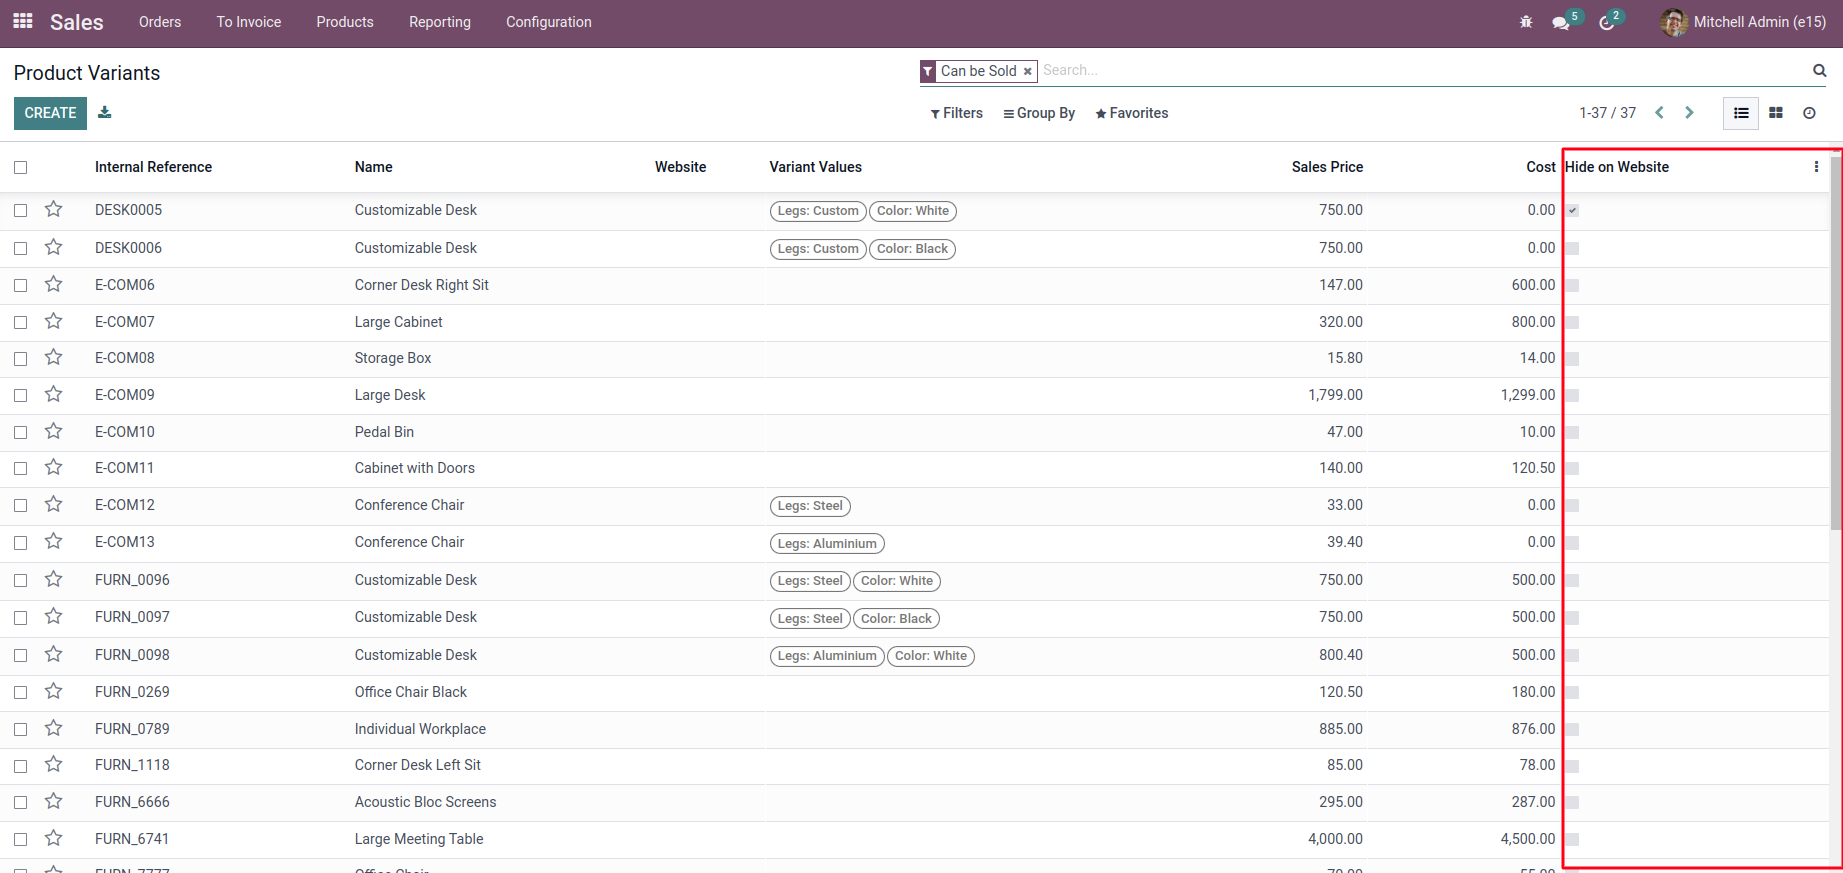 Sales Orders To Invoice Products Reporting Configuration 5 2 Mitchell Admin (e15)
Product Variants Can be Sold Search...
CREATE Filters Group By Favorites 1-37 / 37
Internal Reference Name Website Variant Values Sales Price Cost Hide on Website
DESK0005 Customizable Desk Legs: Custom Color: White 750.00 0.00
DESK0006 Customizable Desk Legs: Custom Color: Black 750.00 0.00
E-COM06 Corner Desk Right Sit 147.00 600.00
E-COM07 Large Cabinet 320.00 800.00
E-COM08 Storage Box 15.80 14.00
E-COM09 Large Desk 1,799.00 1,299.00
E-COM10 Pedal Bin 47.00 10.00
E-COM11 Cabinet with Doors 140.00 120.50
E-COM12 Conference Chair Legs: Steel 33.00 0.00
E-COM13 Conference Chair Legs: Aluminium 39.40 0.00
FURN_0096 Customizable Desk Legs: Steel Color: White 750.00 500.00
FURN_0097 Customizable Desk Legs: Steel Color: Black 750.00 500.00
FURN_0098 Customizable Desk Legs: Aluminium Color: White 800.40 500.00
FURN_0269 Office Chair Black 120.50 180.00
FURN_0789 Individual Workplace 885.00 876.00
FURN_1118 Corner Desk Left Sit 85.00 78.00
FURN_6666 Acoustic Bloc Screens 295.00 287.00
FURN_6741 Large Meeting Table 4,000.00 4,500.00